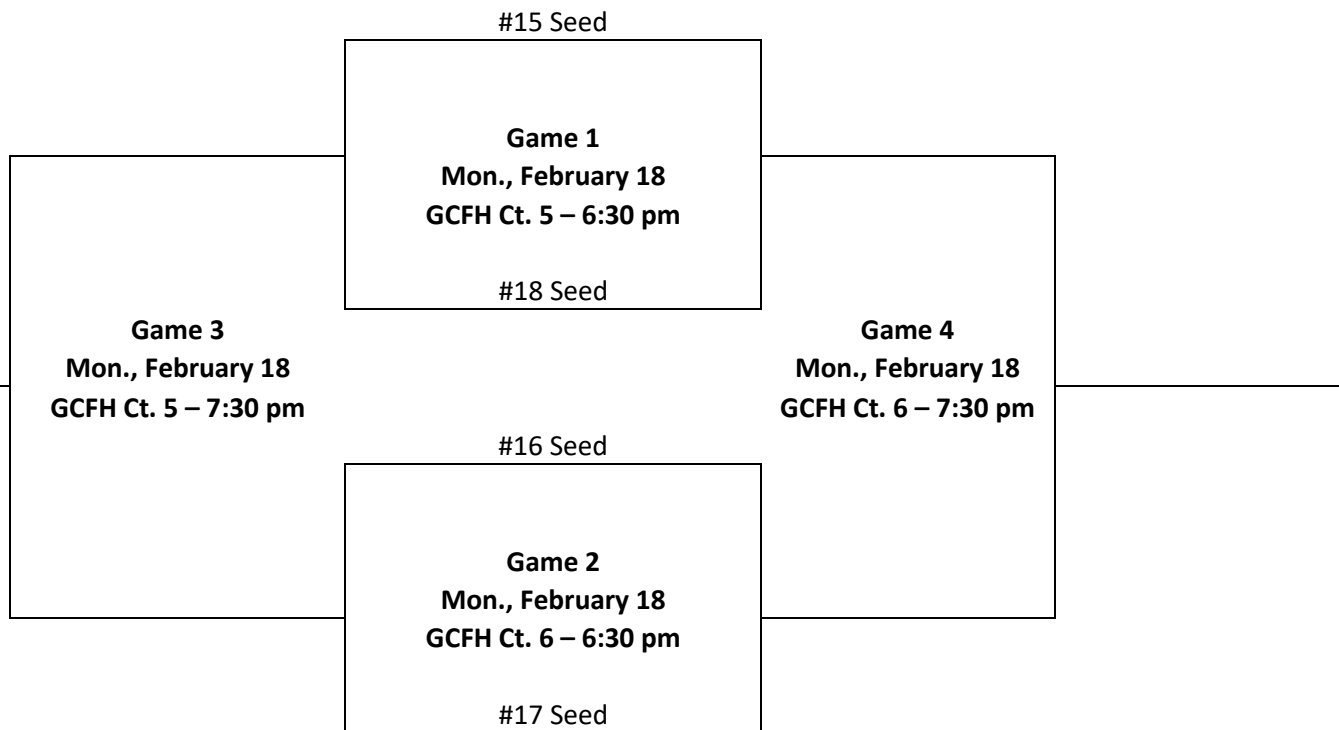 #15 Seed
Game 1
Mon., February 18
GCFH Ct. 5 – 6:30 pm
#18 Seed
Game 3
Mon., February 18
GCFH Ct. 5 – 7:30 pm
Game 4
Mon., February 18
GCFH Ct. 6 – 7:30 pm
#16 Seed
Game 2
Mon., February 18
GCFH Ct. 6 – 6:30 pm
#17 Seed